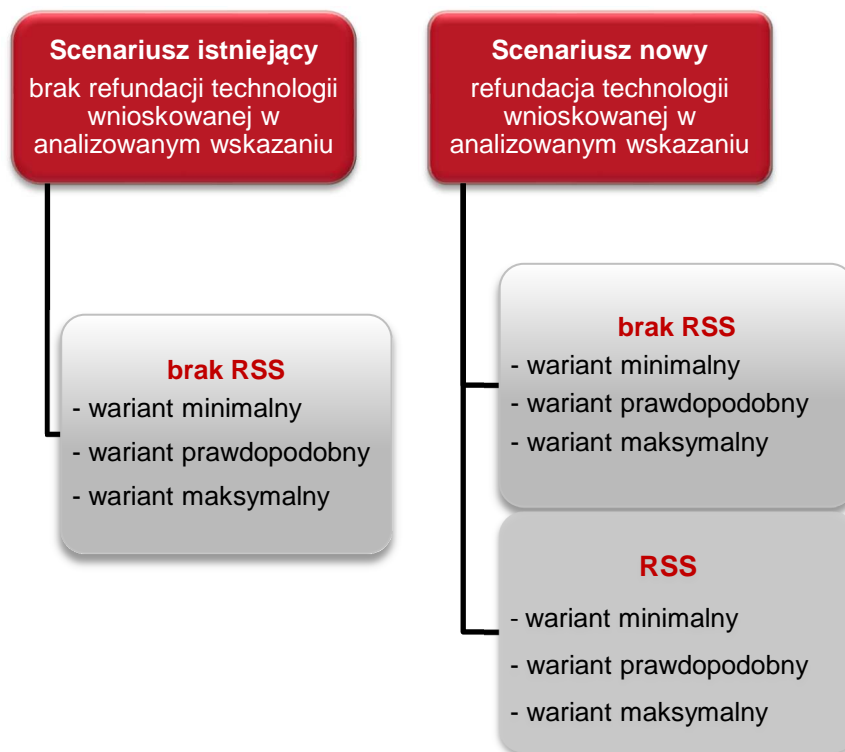 Scenariusz istniejący
brak refundacji technologii
wnioskowanej w
analizowanym wskazaniu
brak RSS
- wariant minimalny
- wariant prawdopodobny
- wariant maksymalny
Scenariusz nowy
refundacja technologii
wnioskowanej w
analizowanym wskazaniu
brak RSS
- wariant minimalny
- wariant prawdopodobny
- wariant maksymalny
RSS
- wariant minimalny
- wariant prawdopodobny
- wariant maksymalny